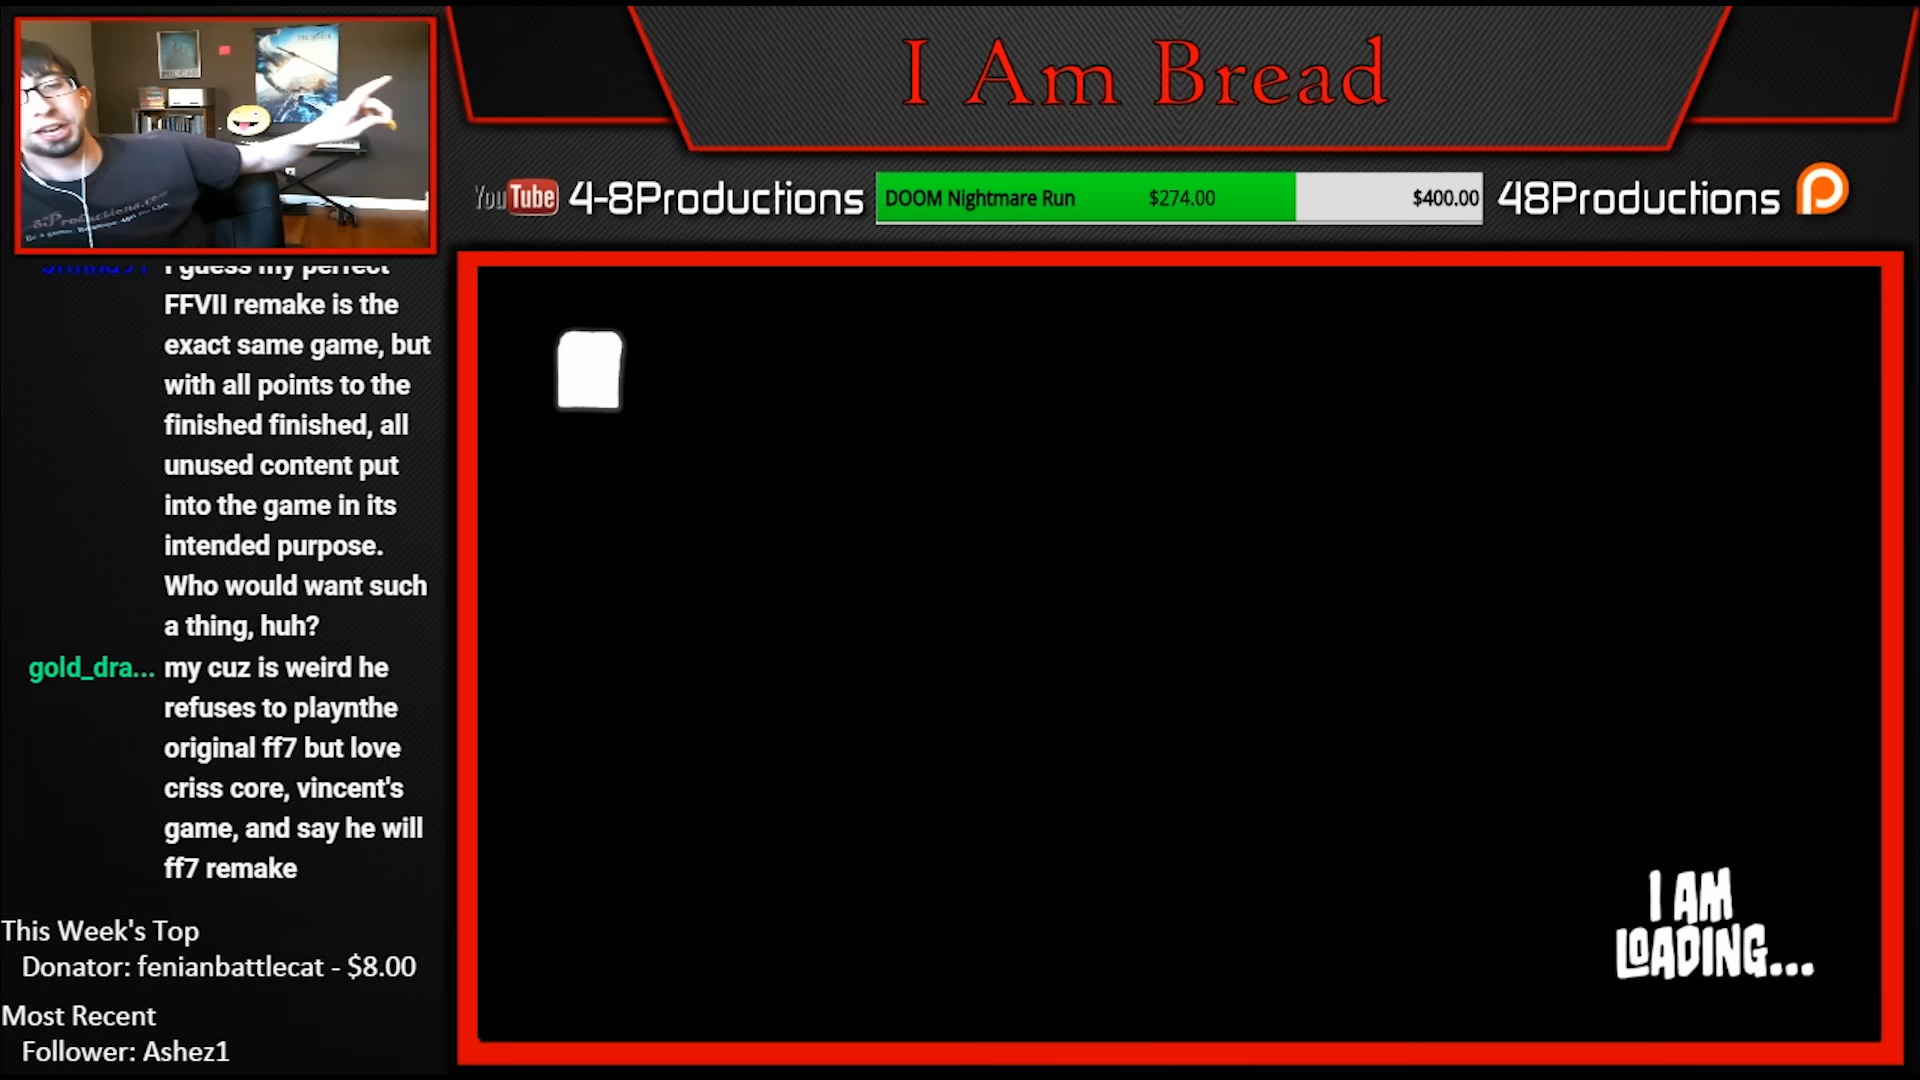 I Am Bread
YouTube 4-8Productions
DOOM Nightmare Run $274.00 $400.00
48Productions
I guess my perfect
FFVII remake is the
exact same game, but
with all points to the
finished finished, all
unused content put
into the game in its
intended purpose.
Who would want such
a thing, huh?
gold_dra... my cuz is weird he
refuses to playnthe
original ff7 but love
criss core, vincent's
game, and say he will
ff7 remake
This Week's Top
Donator: fenianbattlecat - $8.00
Most Recent
Follower: Ashez1
I AM
LOADING...